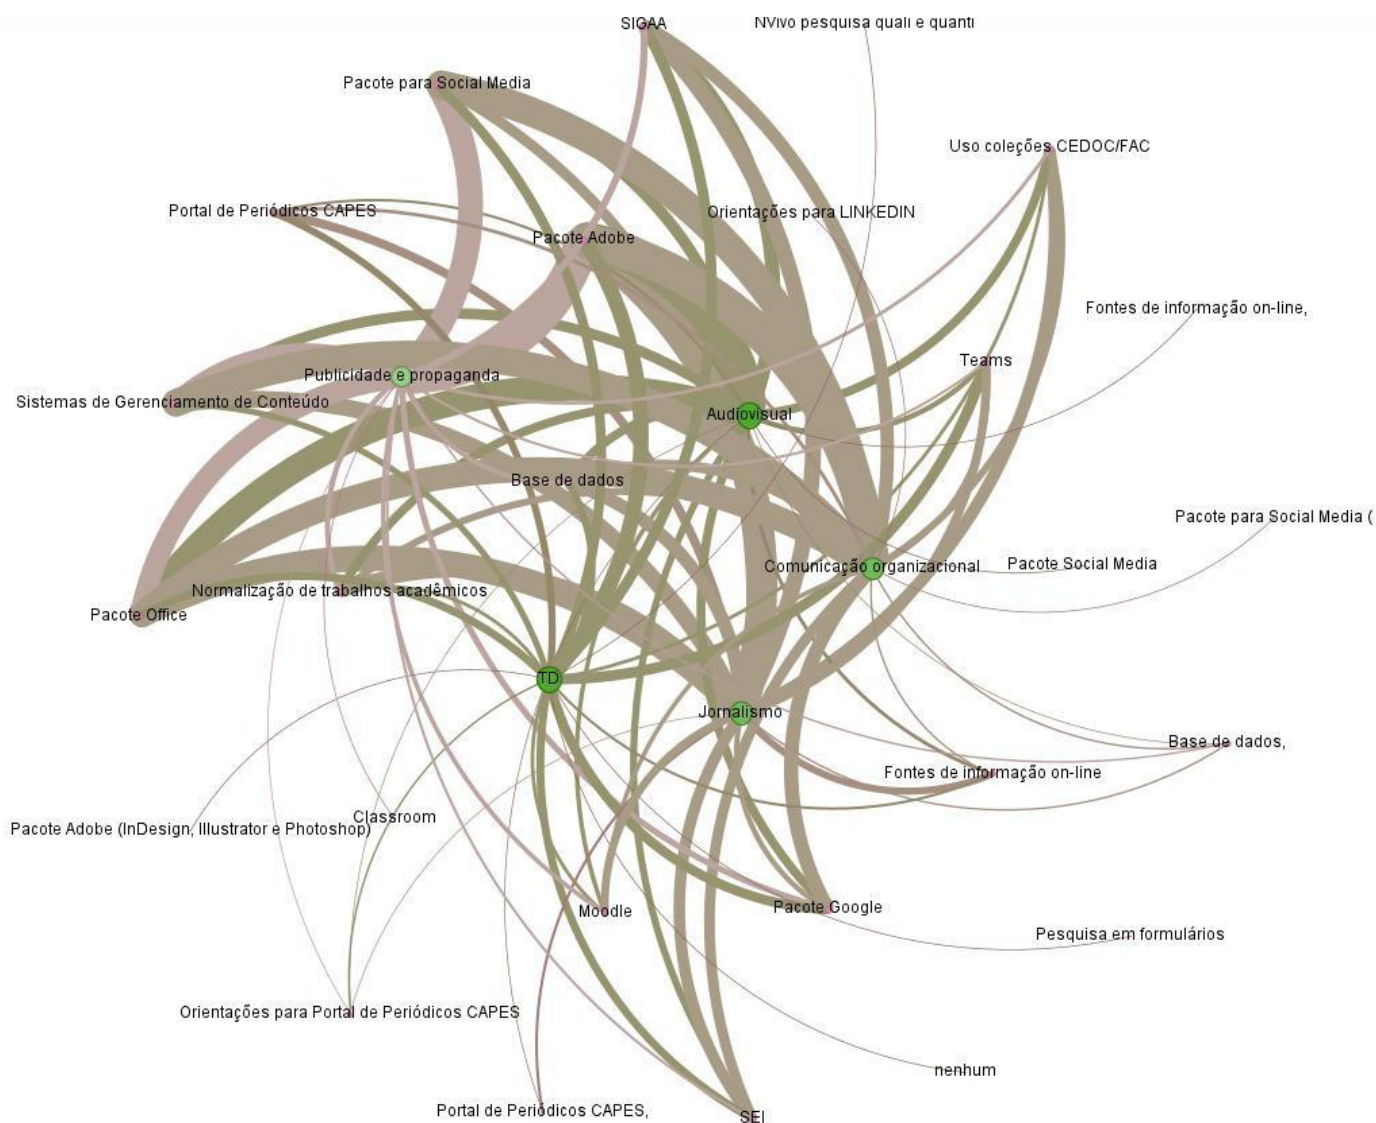 SIGAA
NVivo pesquisa quali e quanti
Pacote para Social Media
Uso coleções CEDOC/FAC
Portal de Periódicos CAPES
Orientações para LINKEDIN
Pacote Adobe
Fontes de informação on-line,
Teams
Publicidade e propaganda
Sistemas de Gerenciamento de Conteúdo
Audiovisual
Base de dados
Pacote para Social Media (
Comunicação organizacional
Pacote Social Media
Normalização de trabalhos acadêmicos
Pacote Office
TD
Jornalismo
Base de dados,
Fontes de informação on-line
Classroom
Pacote Adobe (InDesign, Illustrator e Photoshop)
Moodle
Pacote Google
Pesquisa em formulários
Orientações para Portal de Periódicos CAPES
nenhum
Portal de Periódicos CAPES,
SEI